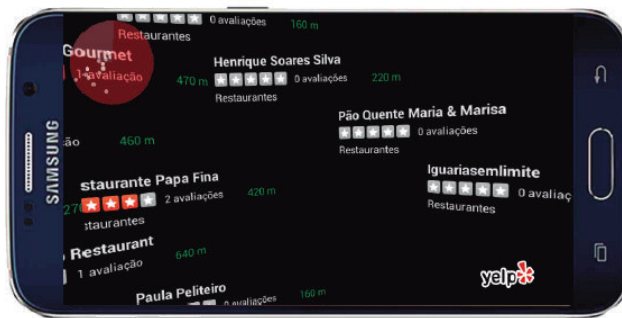 0 avaliações
160 m
Restaurantes
Gourmet
1 avaliação
470 m
Henrique Soares Silva
0 avaliações
220 m
Restaurantes
Pão Quente Maria & Marisa
0 avaliações
Restaurantes
ão
460 m
Iguariasemlimite
0 avaliaç
Restaurantes
staurante Papa Fina
270
2 avaliações
420 m
staurantes
Restaurant
1 avaliação
640 m
Paula Peliteiro
0 avaliações
160 m
yelp
SAMSUNG